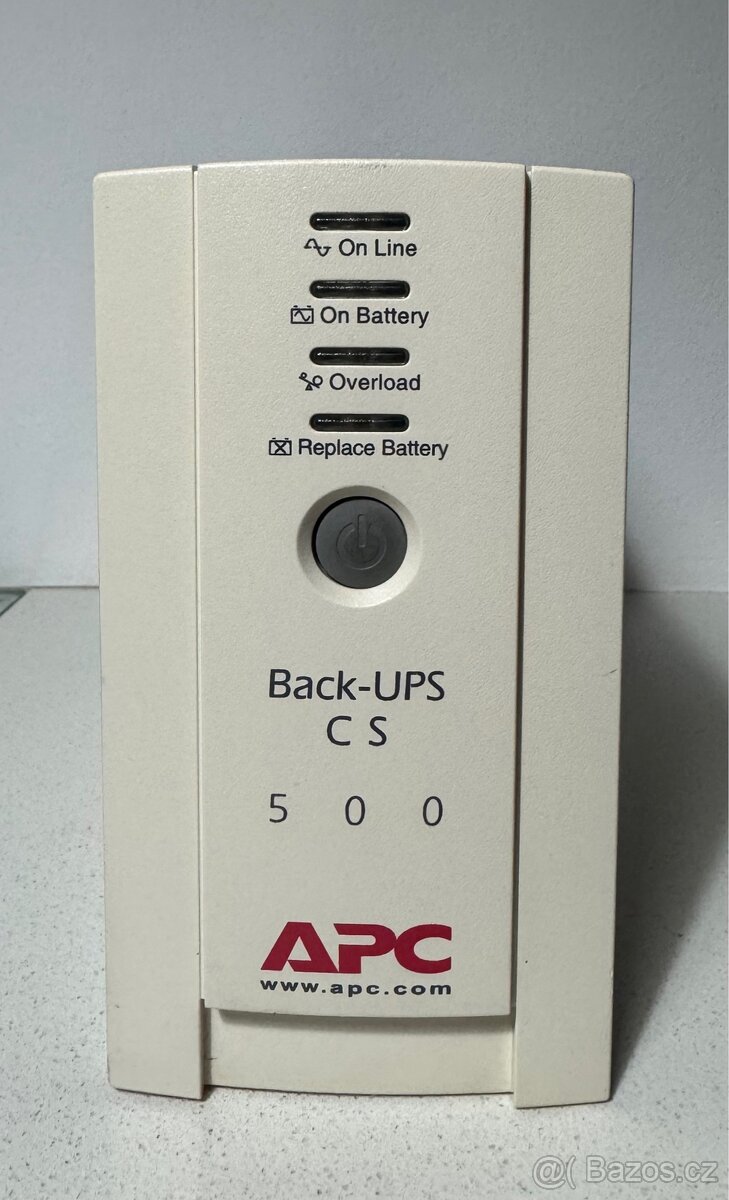 On Line
On Battery
Overload
Replace Battery
Back-UPS
CS
500
APC
www.apc.com
@( Bazos.cz